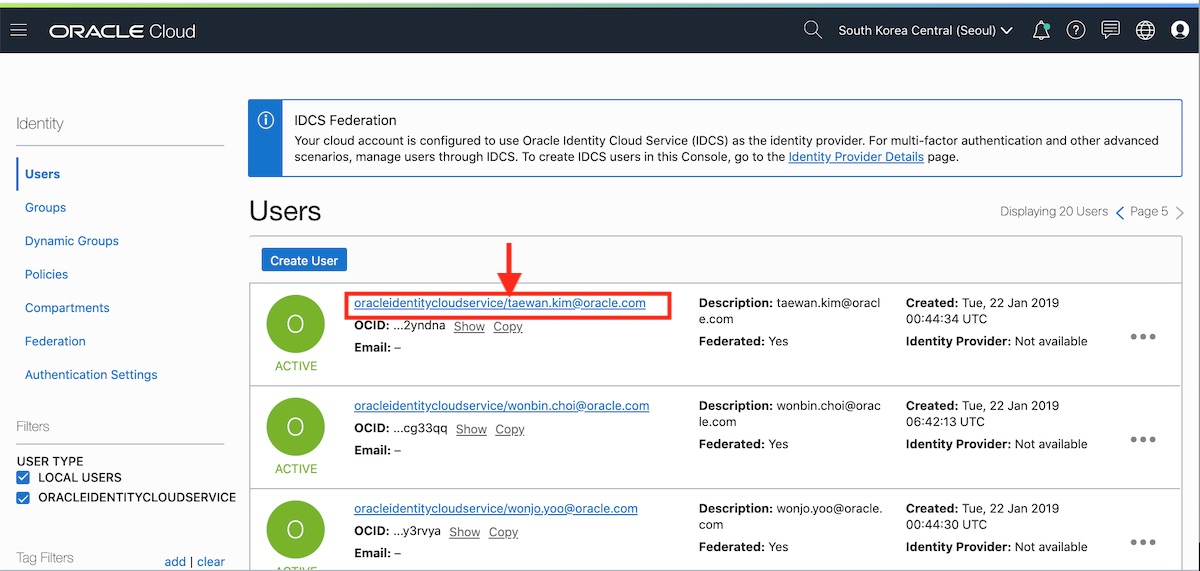 ORACLE Cloud
South Korea Central (Seoul)
Identity
Users
Groups
Dynamic Groups
Policies
Compartments
Federation
Authentication Settings
Filters
USER TYPE
LOCAL USERS
ORACLEIDENTITYCLOUDSERVICE
Tag Filters
add | clear
IDCS Federation
Your cloud account is configured to use Oracle Identity Cloud Service (IDCS) as the identity provider. For multi-factor authentication and other advanced
scenarios, manage users through IDCS. To create IDCS users in this Console, go to the Identity Provider Details page.
Users
Displaying 20 Users
Page 5
Create User
O
ACTIVE
oracleidentitycloudservice/taewan.kim@oracle.com
OCID: ...2yndna Show Copy
Email: –
Description: taewan.kim@oracl
e.com
Federated: Yes
Created: Tue, 22 Jan 2019
00:44:34 UTC
Identity Provider: Not available
O
ACTIVE
oracleidentitycloudservice/wonbin.choi@oracle.com
OCID: ...cg33qq Show Copy
Email: –
Description: wonbin.choi@orac
le.com
Federated: Yes
Created: Tue, 22 Jan 2019
06:42:13 UTC
Identity Provider: Not available
O
ACTIVE
oracleidentitycloudservice/wonjo.yoo@oracle.com
OCID: ...y3rvya Show Copy
Email: –
Description: wonjo.yoo@oracle.
com
Federated: Yes
Created: Tue, 22 Jan 2019
00:44:30 UTC
Identity Provider: Not available